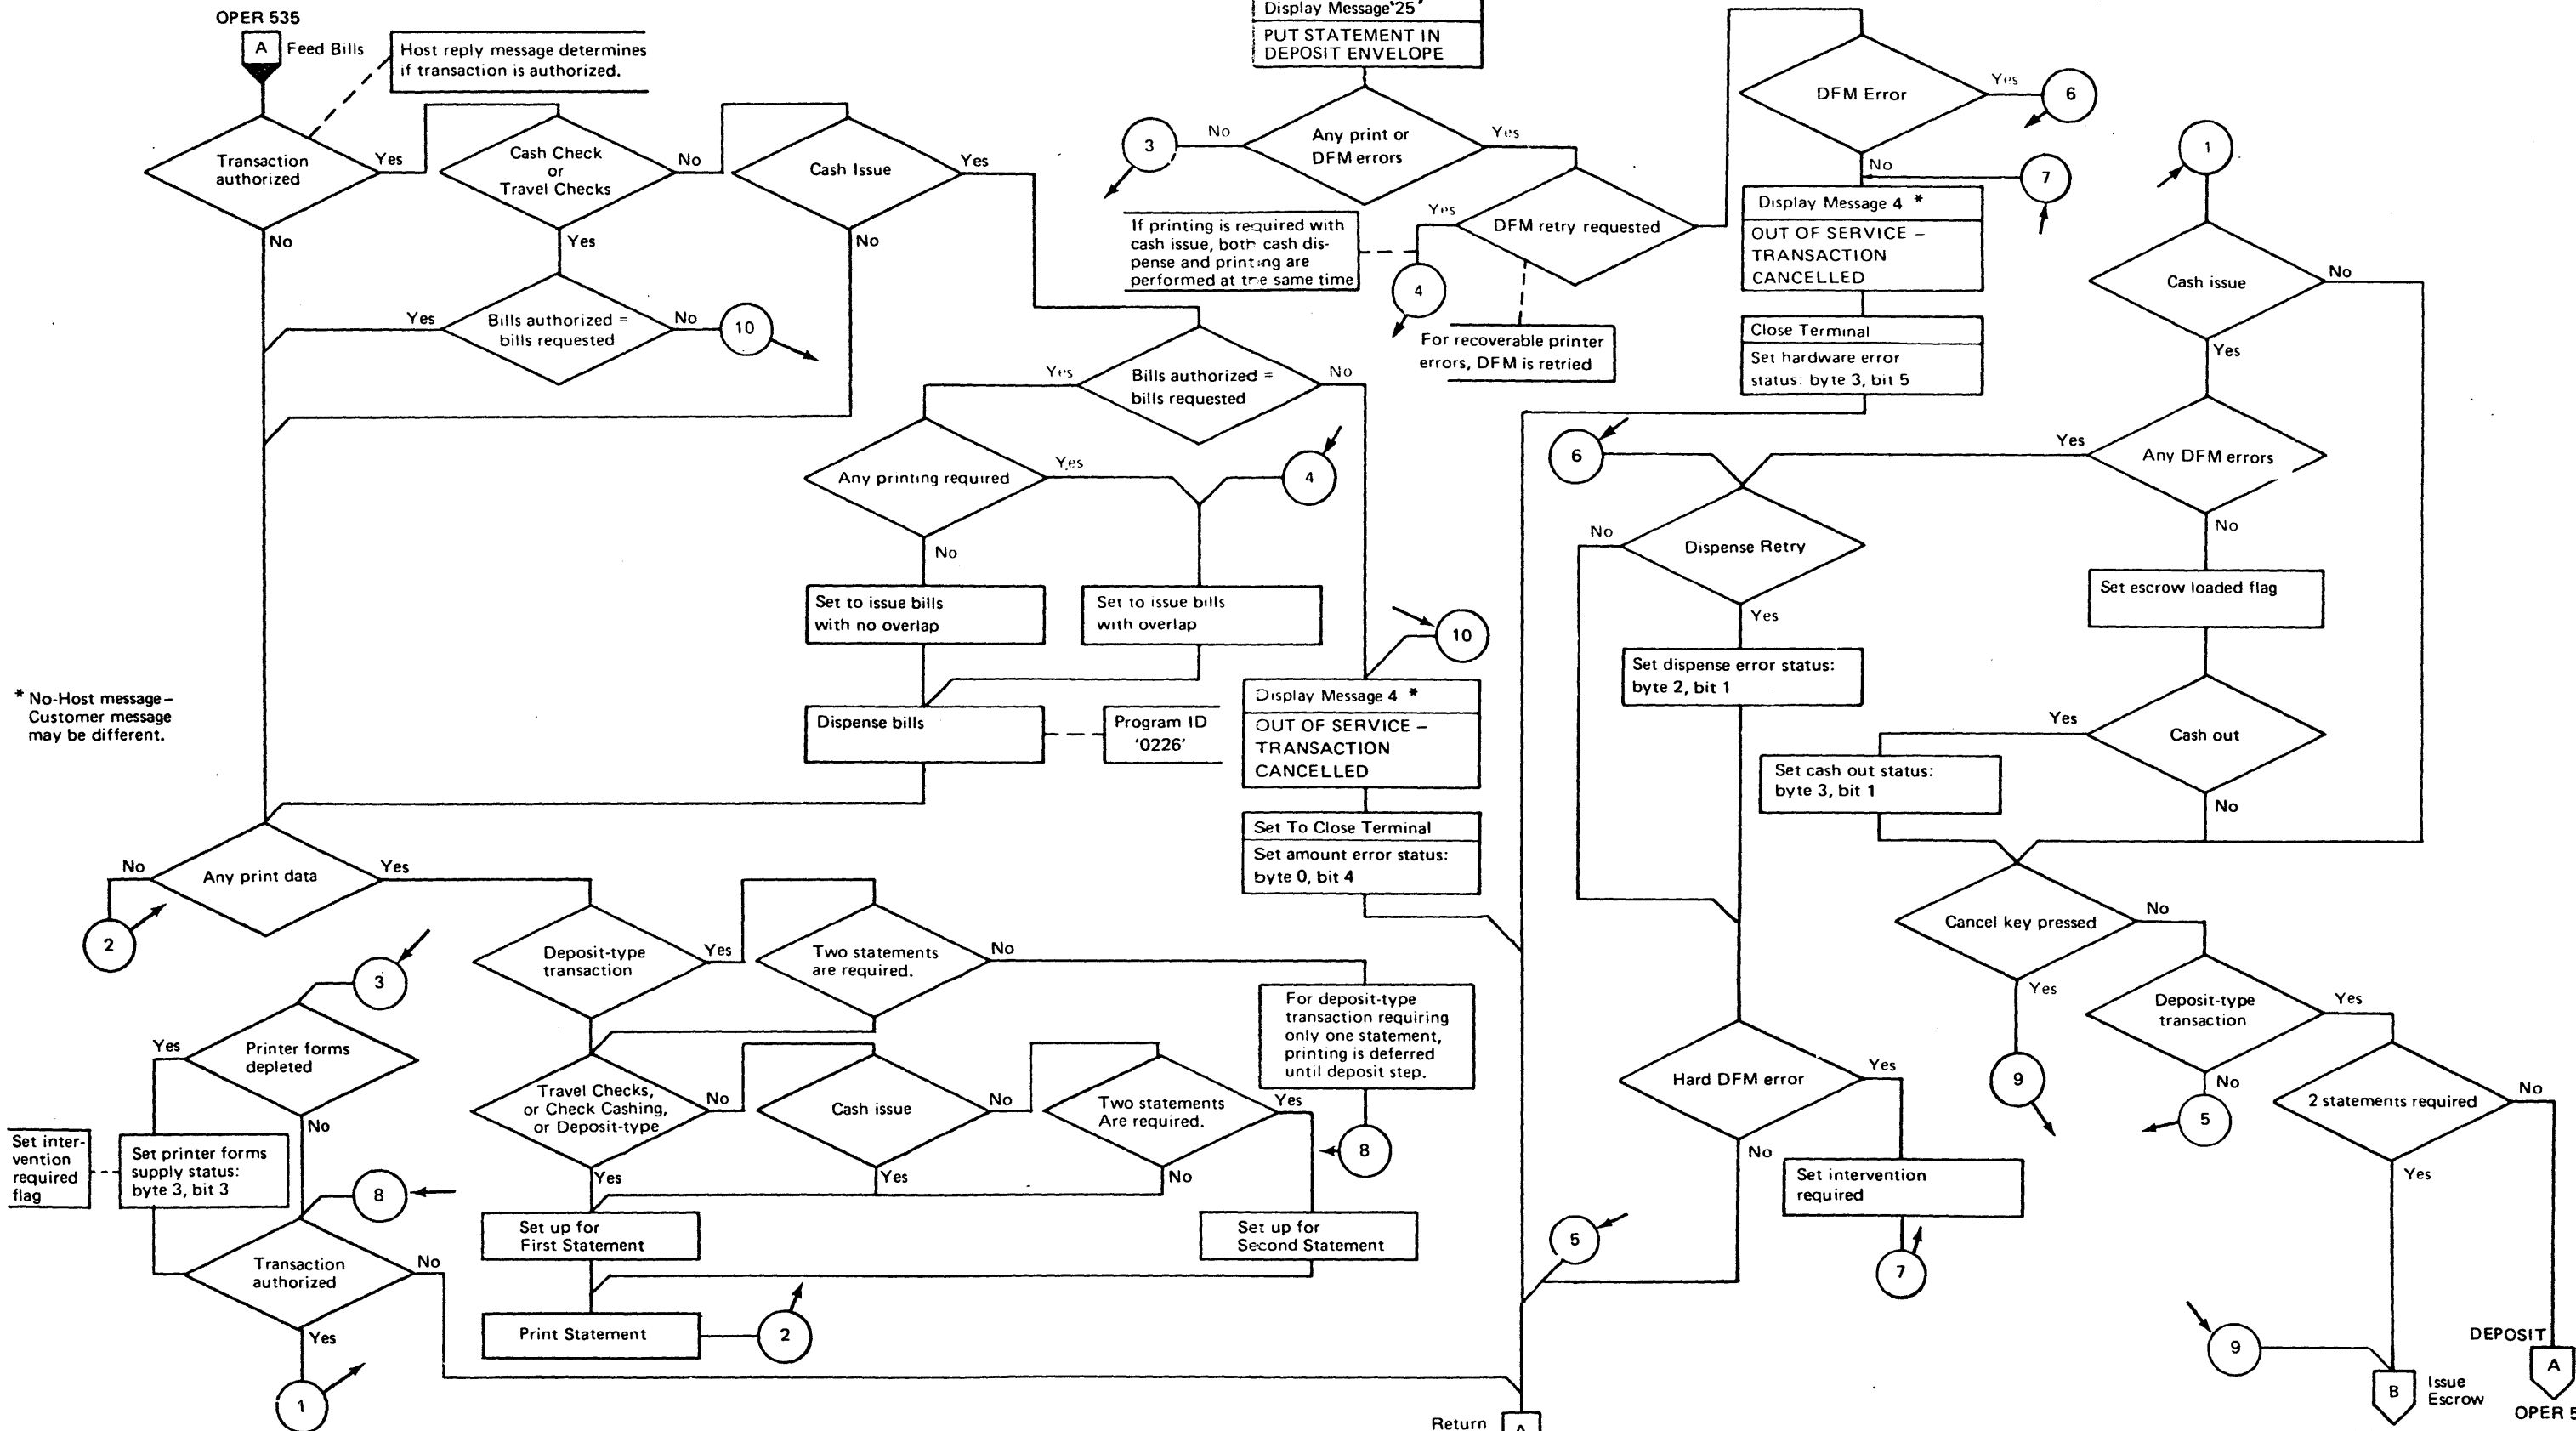 OPER 535
A
Feed Bills
Host reply message determines
if transaction is authorized.
Transaction
authorized
Yes
No
Cash Check
or
Travel Checks
No
Yes
Cash Issue
Yes
No
Yes
Bills authorized =
bills requested
No
10
Display Message '25'
PUT STATEMENT IN
DEPOSIT ENVELOPE
3
No
Any print or
DFM errors
Yes
If printing is required with
cash issue, both cash dis-
pense and printing are
performed at the same time
Yes
DFM retry requested
4
For recoverable printer
errors, DFM is retried
DFM Error
Yes
6
No
7
Display Message 4 *
OUT OF SERVICE –
TRANSACTION
CANCELLED
Close Terminal
Set hardware error
status: byte 3, bit 5
1
Cash issue
No
Yes
Yes
Any DFM errors
No
Set escrow loaded flag
Yes
Cash out
No
Set cash out status:
byte 3, bit 1
Yes
Bills authorized =
bills requested
No
Any printing required
Yes
4
No
Set to issue bills
with no overlap
Set to issue bills
with overlap
Dispense bills
Program ID
'0226'
10
Display Message 4 *
OUT OF SERVICE –
TRANSACTION
CANCELLED
Set To Close Terminal
Set amount error status:
byte 0, bit 4
6
No
Dispense Retry
Yes
Set dispense error status:
byte 2, bit 1
* No-Host message –
Customer message
may be different.
No
Any print data
Yes
2
Deposit-type
transaction
Yes
Two statements
are required.
No
For deposit-type
transaction requiring
only one statement,
printing is deferred
until deposit step.
8
3
Yes
Printer forms
depleted
No
Set inter-
vention
required
flag
Set printer forms
supply status:
byte 3, bit 3
8
Transaction
authorized
No
Yes
1
Travel Checks,
or Check Cashing,
or Deposit-type
No
Yes
Cash issue
No
Yes
Two statements
Are required.
Yes
No
Set up for
First Statement
Set up for
Second Statement
Print Statement
2
Hard DFM error
Yes
No
Set intervention
required
7
5
Cancel key pressed
No
Yes
9
Deposit-type
transaction
Yes
No
5
2 statements required
No
Yes
9
B
Issue
Escrow
DEPOSIT
A
OPER 5
Return
A